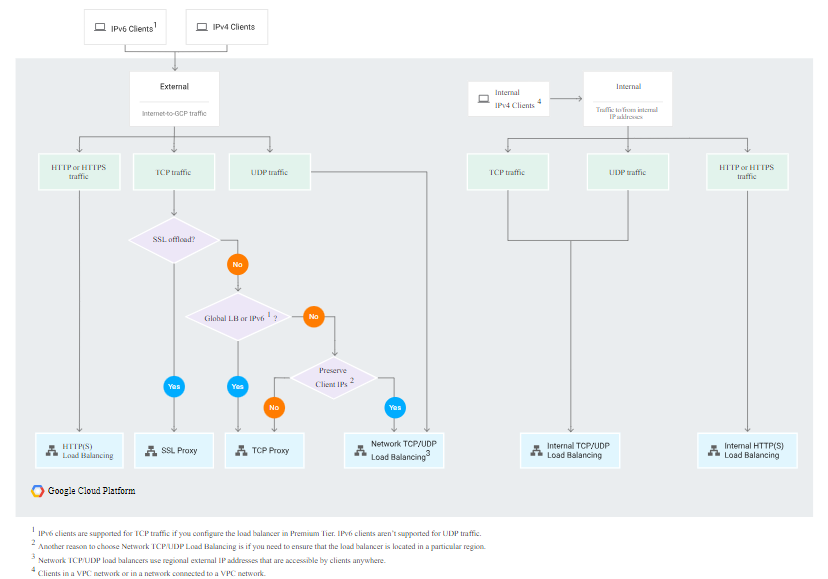 IPv6 Clients1
IPv4 Clients
External
Internet-to-GCP traffic
Internal
IPv4 Clients 4
Internal
Traffic to/from internal
IP addresses
HTTP or HTTPS
traffic
TCP traffic
UDP traffic
TCP traffic
UDP traffic
HTTP or HTTPS
traffic
SSL offload?
No
Global LB or IPv6 1 ?
No
Preserve
Client IPs 2
Yes
Yes
No
Yes
HTTP(S)
Load Balancing
SSL Proxy
TCP Proxy
Network TCP/UDP
Load Balancing3
Internal TCP/UDP
Load Balancing
Internal HTTP(S)
Load Balancing
Google Cloud Platform
1 IPv6 clients are supported for TCP traffic if you configure the load balancer in Premium Tier. IPv6 clients aren't supported for UDP traffic.
2 Another reason to choose Network TCP/UDP Load Balancing is if you need to ensure that the load balancer is located in a particular region.
3 Network TCP/UDP load balancers use regional external IP addresses that are accessible by clients anywhere.
4 Clients in a VPC network or in a network connected to a VPC network.